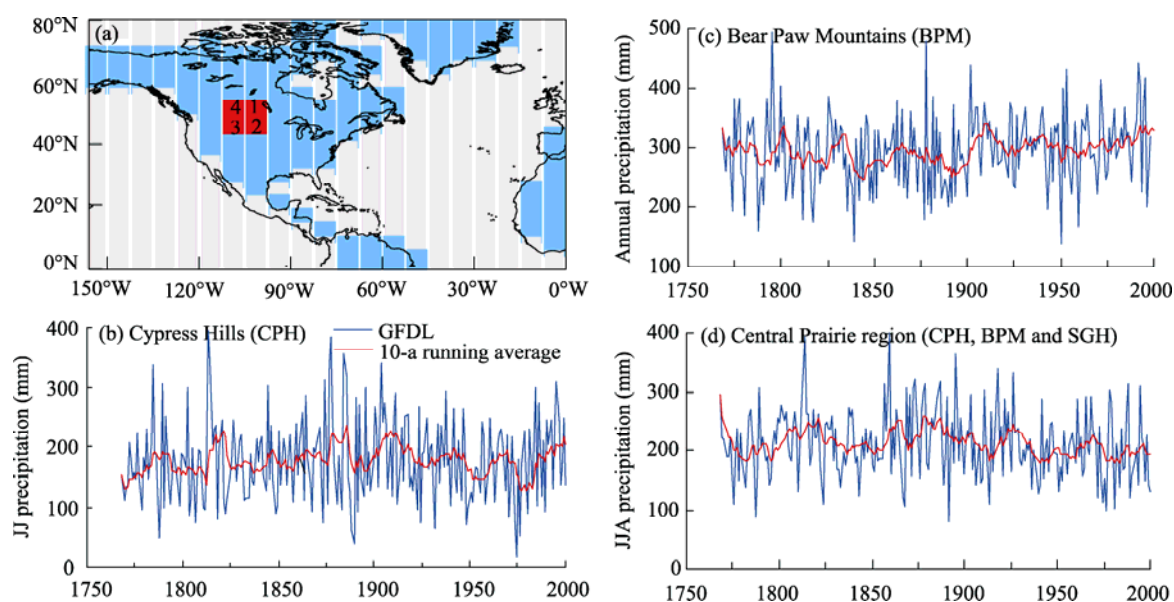 (a)
80°N
60°N
40°N
20°N
0°N
4 1
3 2
150°W 120°W 90°W 60°W 30°W 0°W
(c) Bear Paw Mountains (BPM)
Annual precipitation (mm)
500
400
300
200
100
1750 1800 1850 1900 1950 2000
(b) Cypress Hills (CPH)
GFDL
10-a running average
JJ precipitation (mm)
400
300
200
100
0
1750 1800 1850 1900 1950 2000
(d) Central Prairie region (CPH, BPM and SGH)
JJA precipitation (mm)
400
300
200
100
0
1750 1800 1850 1900 1950 2000